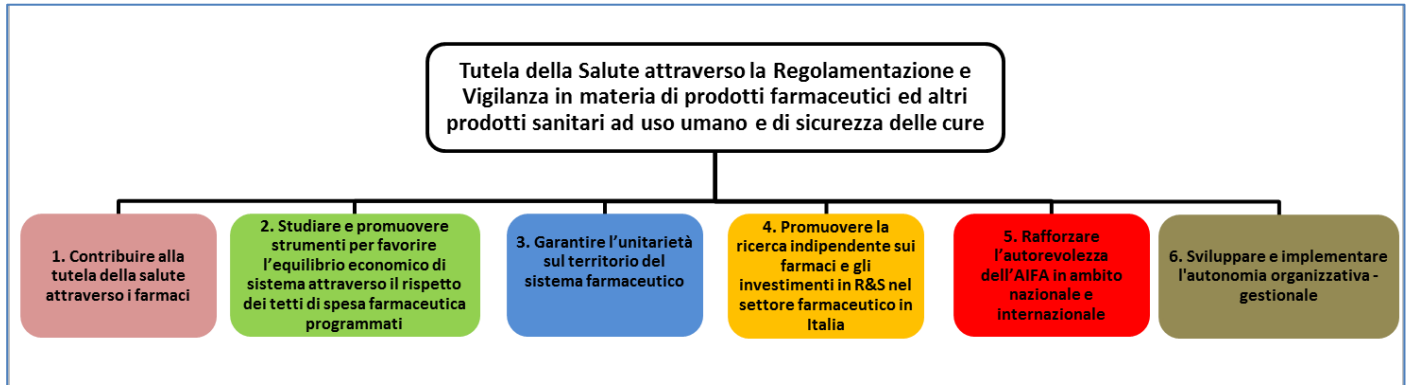 Tutela della Salute attraverso la Regolamentazione e
Vigilanza in materia di prodotti farmaceutici ed altri
prodotti sanitari ad uso umano e di sicurezza delle cure
1. Contribuire alla
tutela della salute
attraverso i farmaci
2. Studiare e promuovere
strumenti per favorire
l’equilibrio economico di
sistema attraverso il rispetto
dei tetti di spesa farmaceutica
programmati
3. Garantire l’unitarietà
sul territorio del
sistema farmaceutico
4. Promuovere la
ricerca indipendente sui
farmaci e gli
investimenti in R&S nel
settore farmaceutico in
Italia
5. Rafforzare
l’autorevolezza
dell’AIFA in ambito
nazionale e
internazionale
6. Sviluppare e implementare
l'autonomia organizzativa -
gestionale